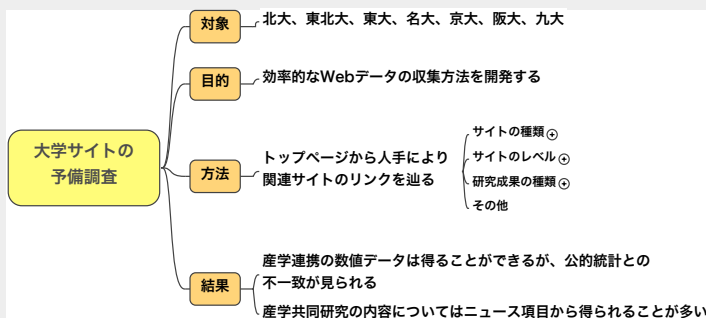 大学サイトの
予備調査
対象
北大、東北大、東大、名大、京大、阪大、九大
目的
効率的なWebデータの収集方法を開発する
方法
トップページから人手により
関連サイトのリンクを辿る
サイトの種類
サイトのレベル
研究成果の種類
その他
結果
産学連携の数値データは得ることができるが、公的統計との
不一致が見られる
産学共同研究の内容についてはニュース項目から得られることが多い